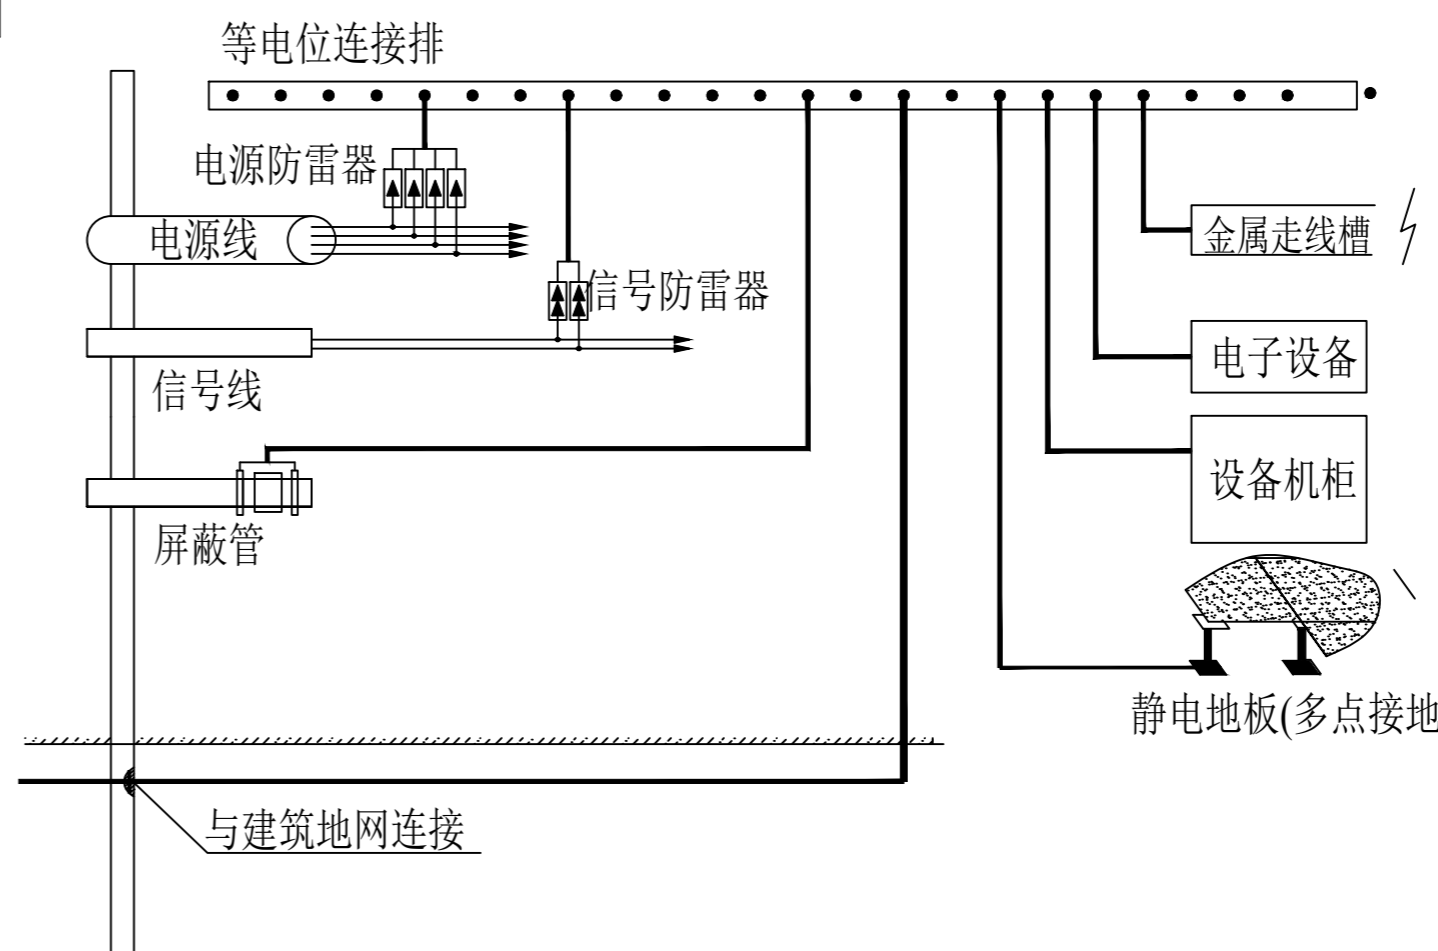 等电位连接排
电源防雷器
电源线
金属走线槽
信号防雷器
电子设备
信号线
设备机柜
屏蔽管
静电地板(多点接地
与建筑地网连接